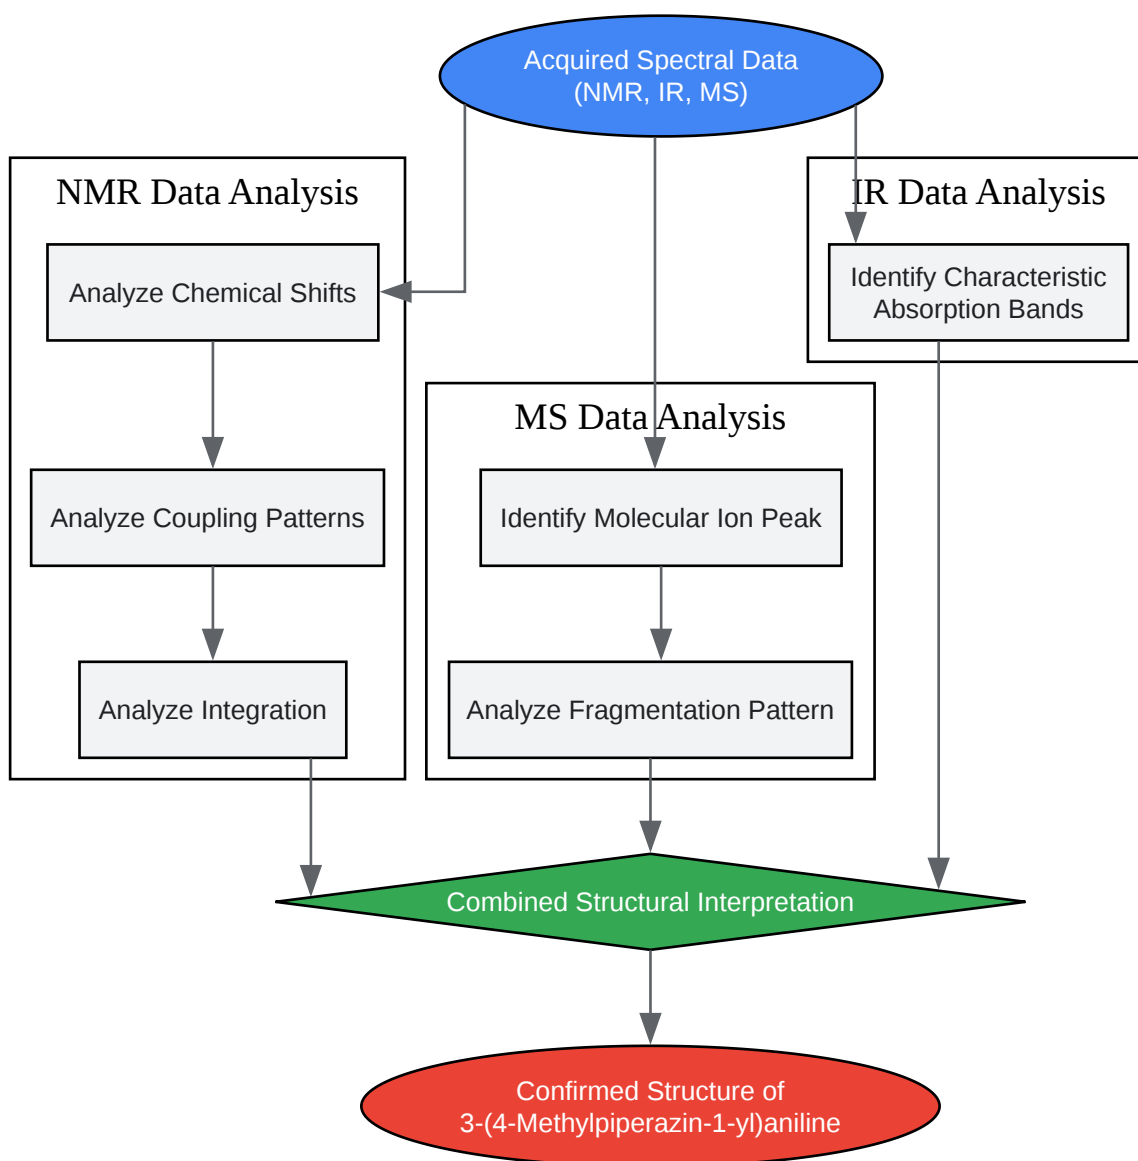 Acquired Spectral Data
(NMR, IR, MS)
NMR Data Analysis
IR Data Analysis
Analyze Chemical Shifts
Identify Characteristic
Absorption Bands
MS Data Analysis
Analyze Coupling Patterns
Identify Molecular Ion Peak
Analyze Integration
Analyze Fragmentation Pattern
Combined Structural Interpretation
Confirmed Structure of
3-(4-Methylpiperazin-1-yl)aniline